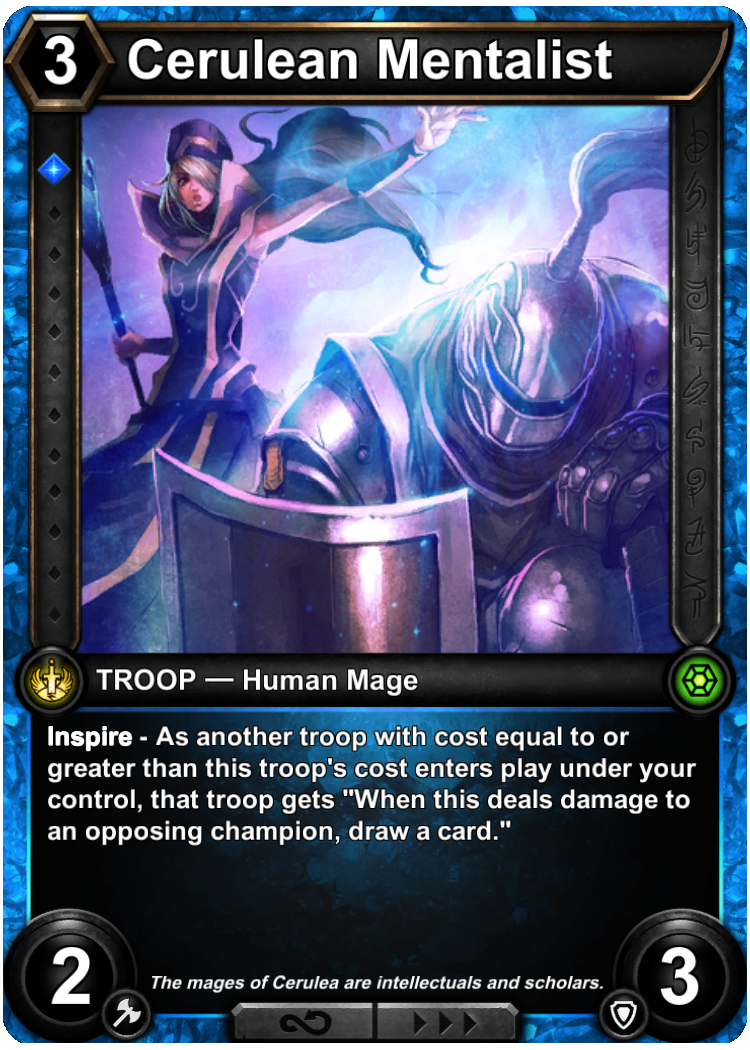 3 Cerulean Mentalist
TROOP — Human Mage
Inspire - As another troop with cost equal to or
greater than this troop's cost enters play under your
control, that troop gets "When this deals damage to
an opposing champion, draw a card."
The mages of Cerulea are intellectuals and scholars.
2
3